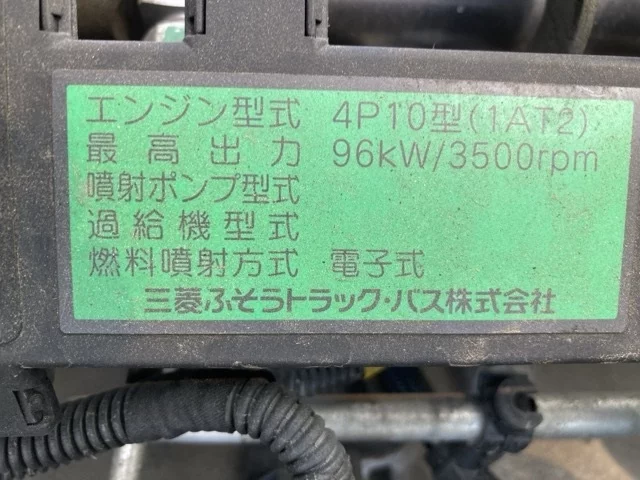 エンジン型式 4P10型(1AT2)
最高出力 96kW/3500rpm
噴射ポンプ型式
過給機型式
燃料噴射方式 電子式
三菱ふそうトラック・バス株式会社